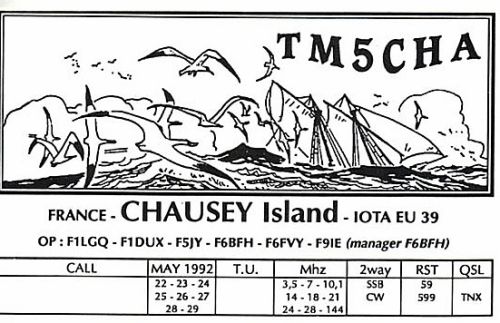 TM5CHA
FRANCE - CHAUSEY Island - IOTA EU 39
OP : F1LGQ - F1DUX - F5JY - F6BFH - F6FVY - F9IE (manager F6BFH)
CALL MAY 1992 T.U. Mhz 2way RST QSL
22 - 23 - 24 3,5 - 7 - 10,1 SSB 59
25 - 26 - 27 14 - 18 - 21 CW 599 TNX
28 - 29 24 - 28 - 144